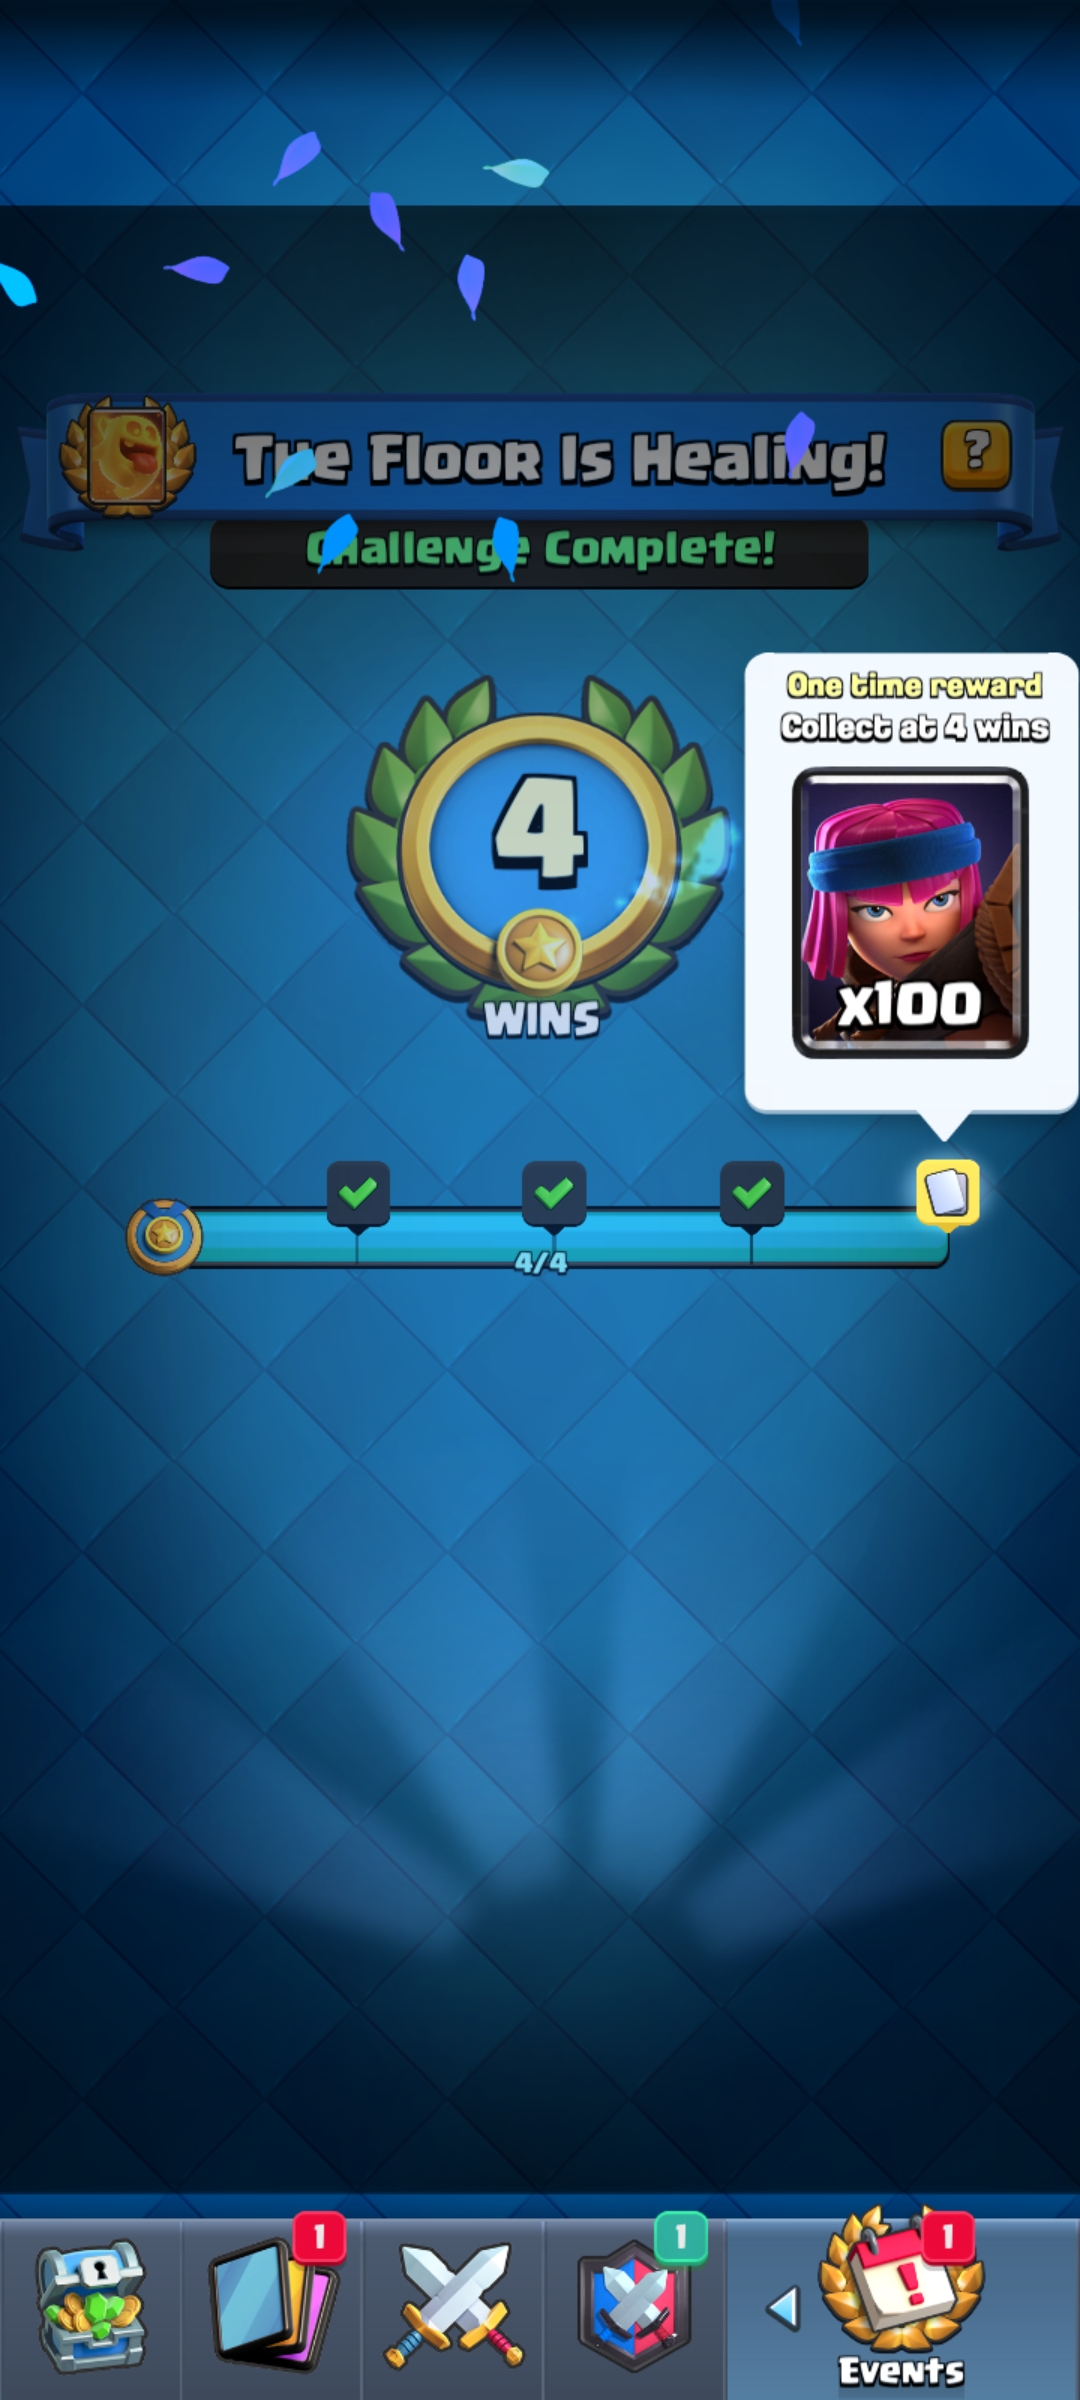 The Floor Is Healing!
?
Challenge Complete!
One time reward
Collect at 4 wins
4
x100
WINS
4/4
1
1
1
Events